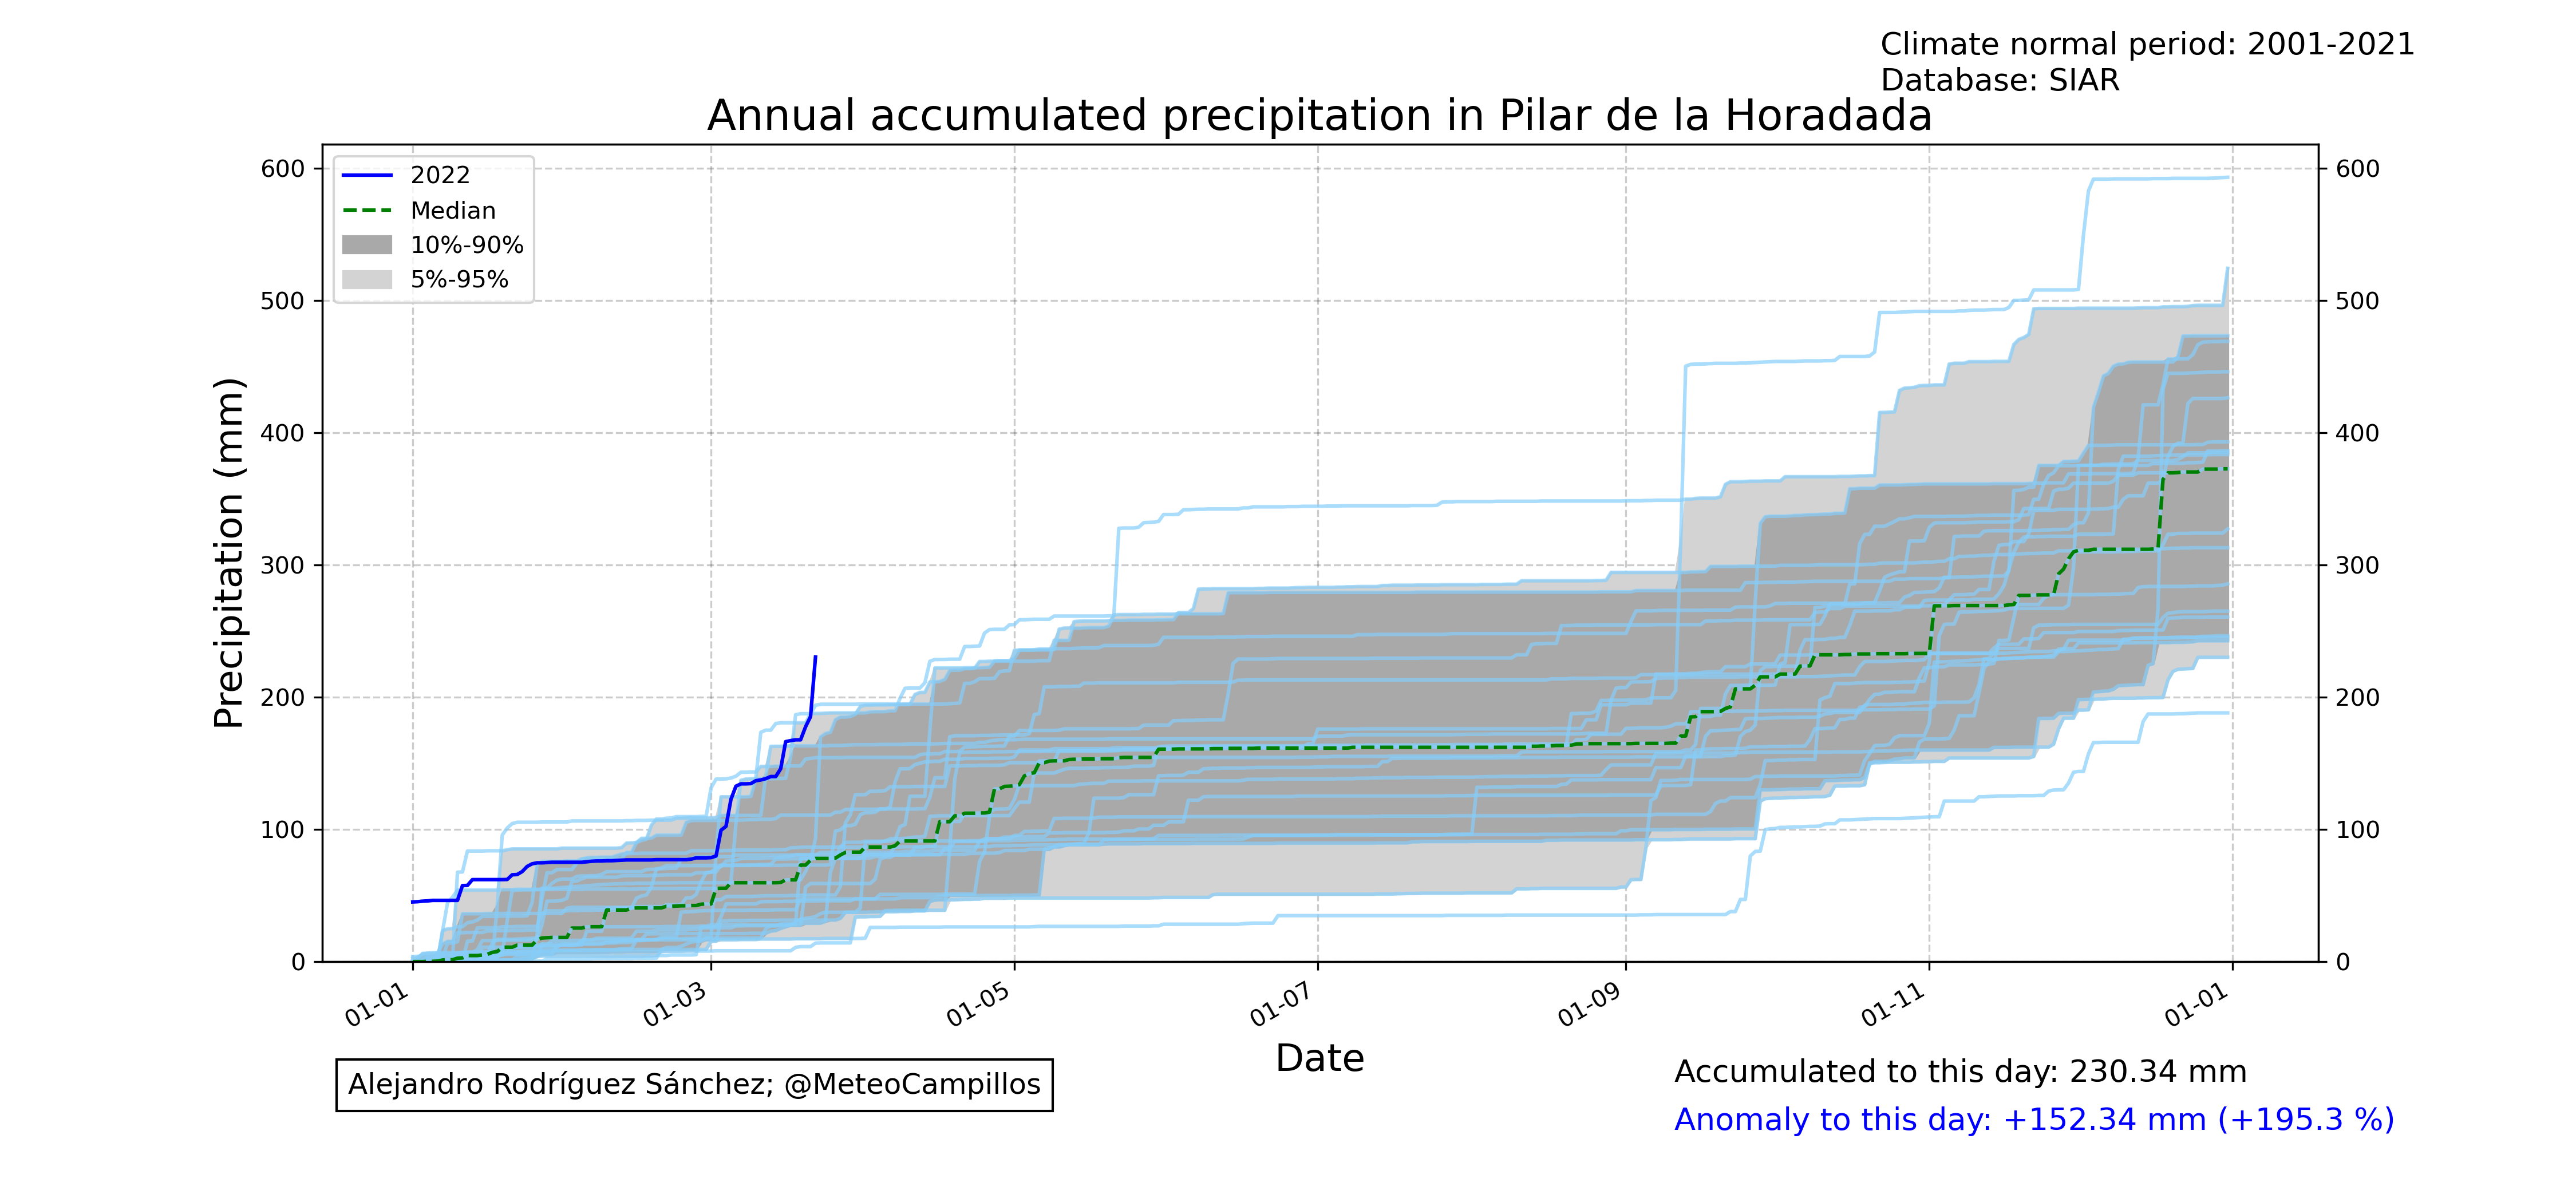 Climate normal period: 2001-2021
Database: SIAR
Annual accumulated precipitation in Pilar de la Horadada
2022
Median
10%-90%
5%-95%
Precipitation (mm)
600
500
400
300
200
100
0
600
500
400
300
200
100
0
01-01
01-03
01-05
01-07
01-09
01-11
01-01
Date
Alejandro Rodríguez Sánchez; @MeteoCampillos
Accumulated to this day: 230.34 mm
Anomaly to this day: +152.34 mm (+195.3 %)